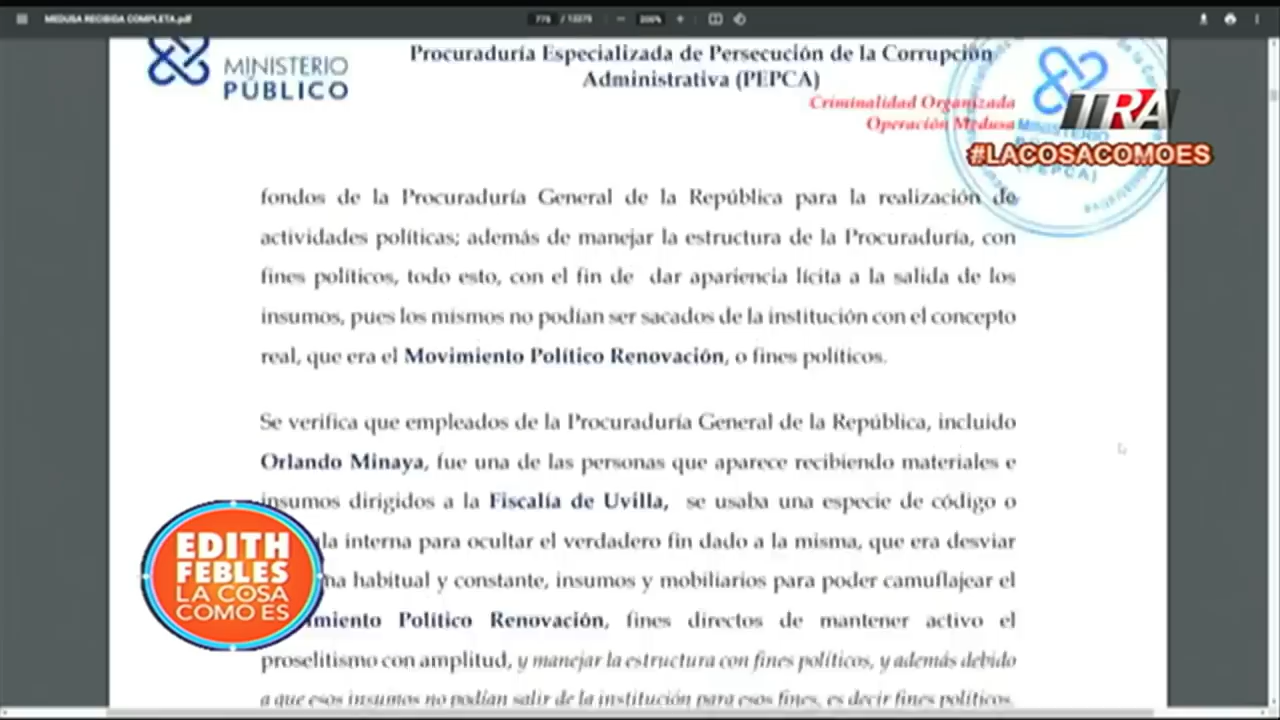 MEDUSA RECIBIDA COMPLETA.pdf
MINISTERIO
PÚBLICO
Procuraduría Especializada de Persecución de la Corrupción
Administrativa (PEPCA)
Criminalidad Organizada
Operación Medusa
TRA
#LACOSACOMOES
MINISTERIO
(PEPCA)
fondos de la Procuraduría General de la República para la realización de
actividades políticas; además de manejar la estructura de la Procuraduría, con
fines políticos, todo esto, con el fin de dar apariencia lícita a la salida de los
insumos, pues los mismos no podían ser sacados de la institución con el concepto
real, que era el Movimiento Político Renovación, o fines políticos.
Se verifica que empleados de la Procuraduría General de la República, incluido
Orlando Minaya, fue una de las personas que aparece recibiendo materiales e
insumos dirigidos a la Fiscalía de Uvilla, se usaba una especie de código o
la interna para ocultar el verdadero fin dado a la misma, que era desviar
habitual y constante, insumos y mobiliarios para poder camuflajear el
miento Político Renovación, fines directos de mantener activo el
proselitismo con amplitud, y manejar la estructura con fines políticos, y además debido
a que esos insumos no podían salir de la institución para esos fines, es decir fines políticos,
EDITH
FEBLES
LA COSA
COMO ES